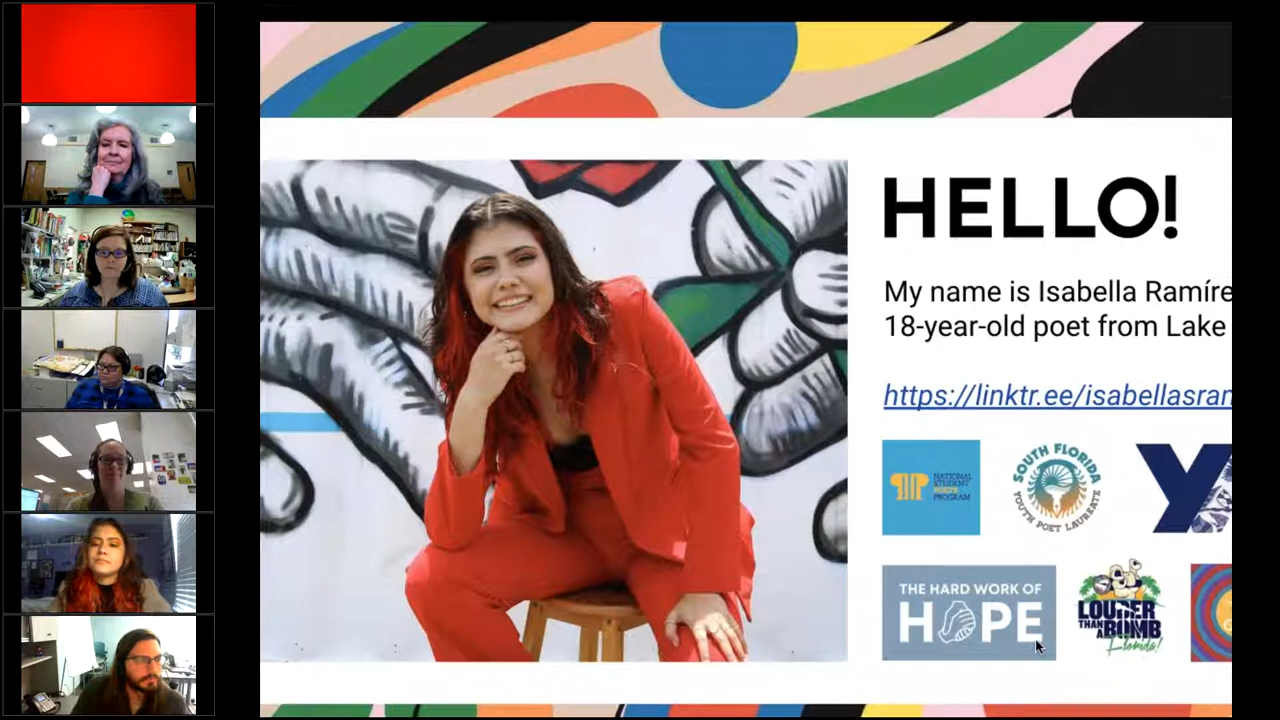 HELLO!
My name is Isabella Ramíre
18-year-old poet from Lake
https://linktr.ee/isabellasran
NATIONAL
STUDENT
POETS
PROGRAM
SOUTH FLORIDA
YOUTH POET LAUREATE
Y
THE HARD WORK OF
HOPE
LOUDER
THAN
A BOMB
Florida!